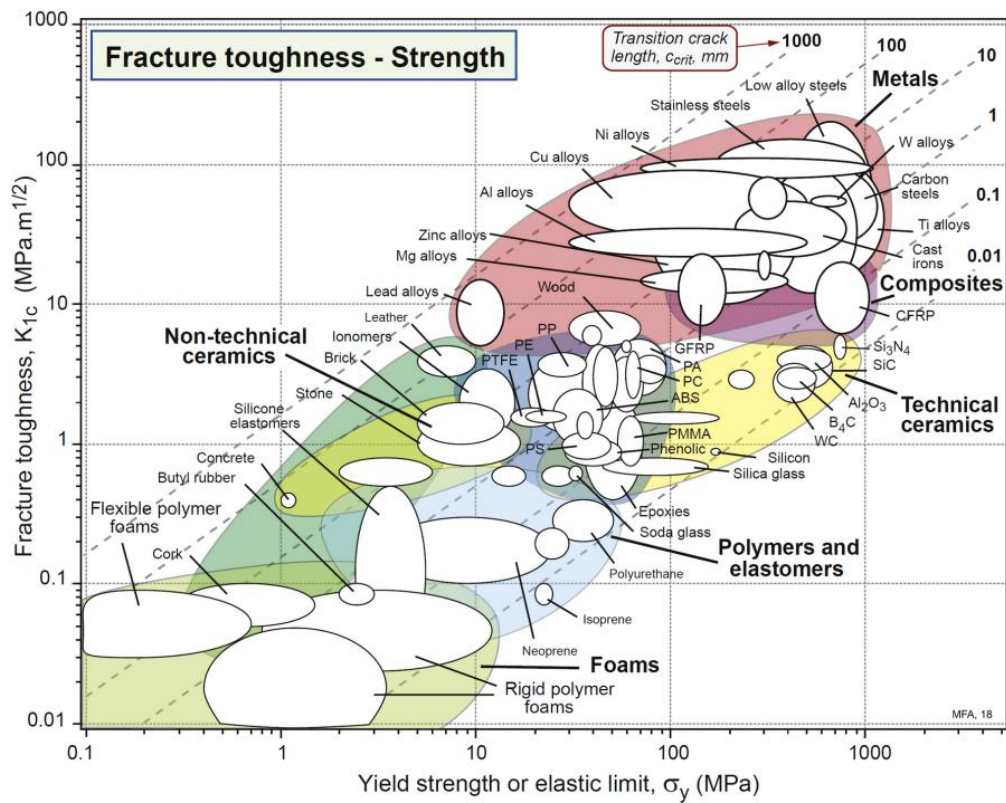 Fracture toughness - Strength
Transition crack
length, c_crit, mm
1000
100
10
1
0.1
0.01
Metals
Low alloy steels
Stainless steels
Ni alloys
W alloys
Cu alloys
Carbon
steels
Al alloys
Ti alloys
Zinc alloys
Cast
irons
Mg alloys
Composites
Lead alloys
Wood
CFRP
Leather
Non-technical
ceramics
Ionomers
PP
GFRP
Si₃N₄
Brick
PTFE
PE
PA
SiC
Stone
PC
Al₂O₃
Technical
ceramics
Silicone
elastomers
ABS
B₄C
WC
PS
PMMA
Phenolic
Silicon
Concrete
Silica glass
Butyl rubber
Epoxies
Soda glass
Flexible polymer
foams
Polymers and
elastomers
Cork
Polyurethane
Isoprene
Neoprene
Foams
Rigid polymer
foams
MFA, 18
Fracture toughness, K₁c (MPa.m^1/2)
1000
100
10
1
0.1
0.01
0.1
1
10
100
1000
Yield strength or elastic limit, σy (MPa)